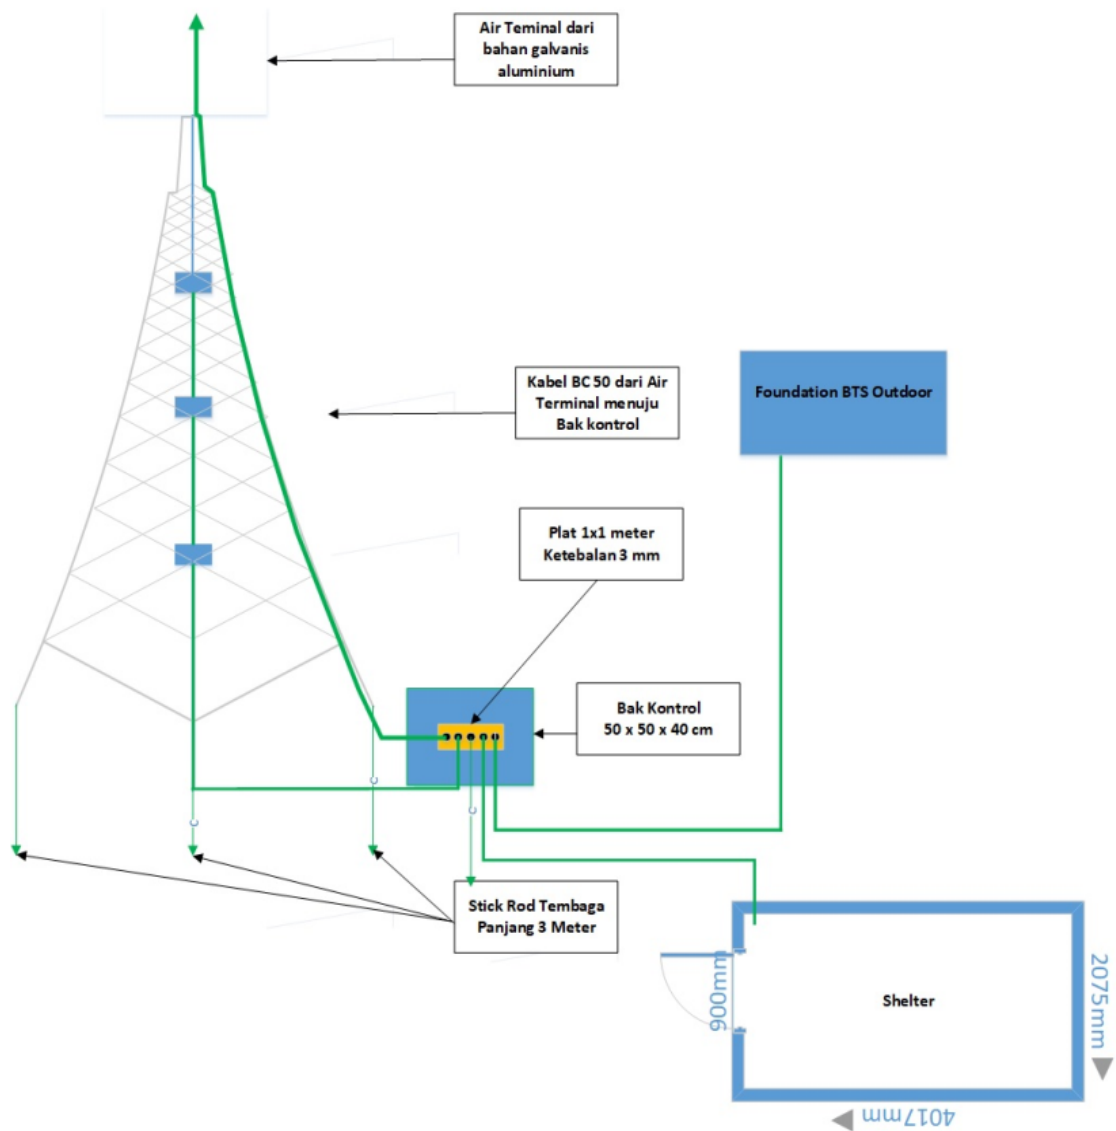 Air Teminal dari
bahan galvanis
aluminium
Kabel BC 50 dari Air
Terminal menuju
Bak kontrol
Foundation BTS Outdoor
Plat 1x1 meter
Ketebalan 3 mm
Bak Kontrol
50 x 50 x 40 cm
C
C
C
Stick Rod Tembaga
Panjang 3 Meter
900mm
Shelter
2075mm
4017mm